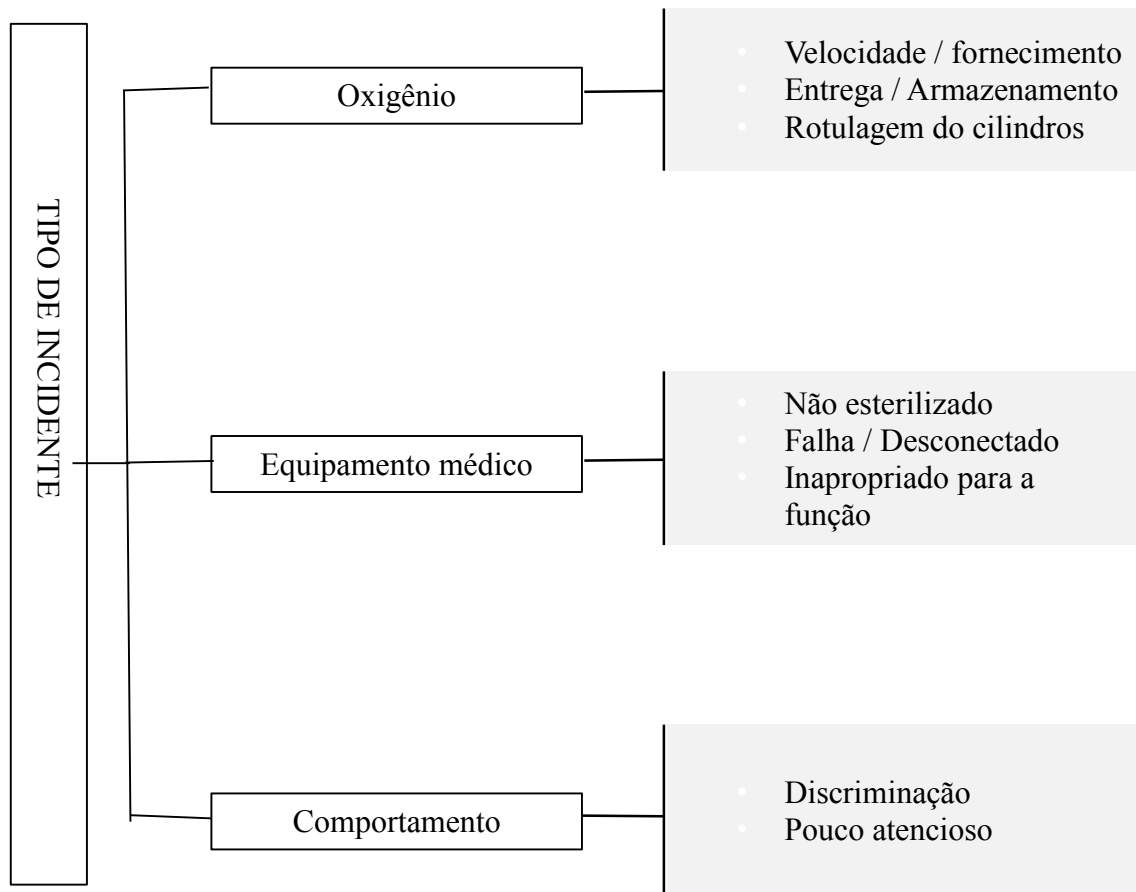 TIPO DE INCIDENTE
Oxigênio
Velocidade / fornecimento
Entrega / Armazenamento
Rotulagem do cilindros
Equipamento médico
Não esterilizado
Falha / Desconectado
Inapropriado para a
função
Comportamento
Discriminação
Pouco atencioso